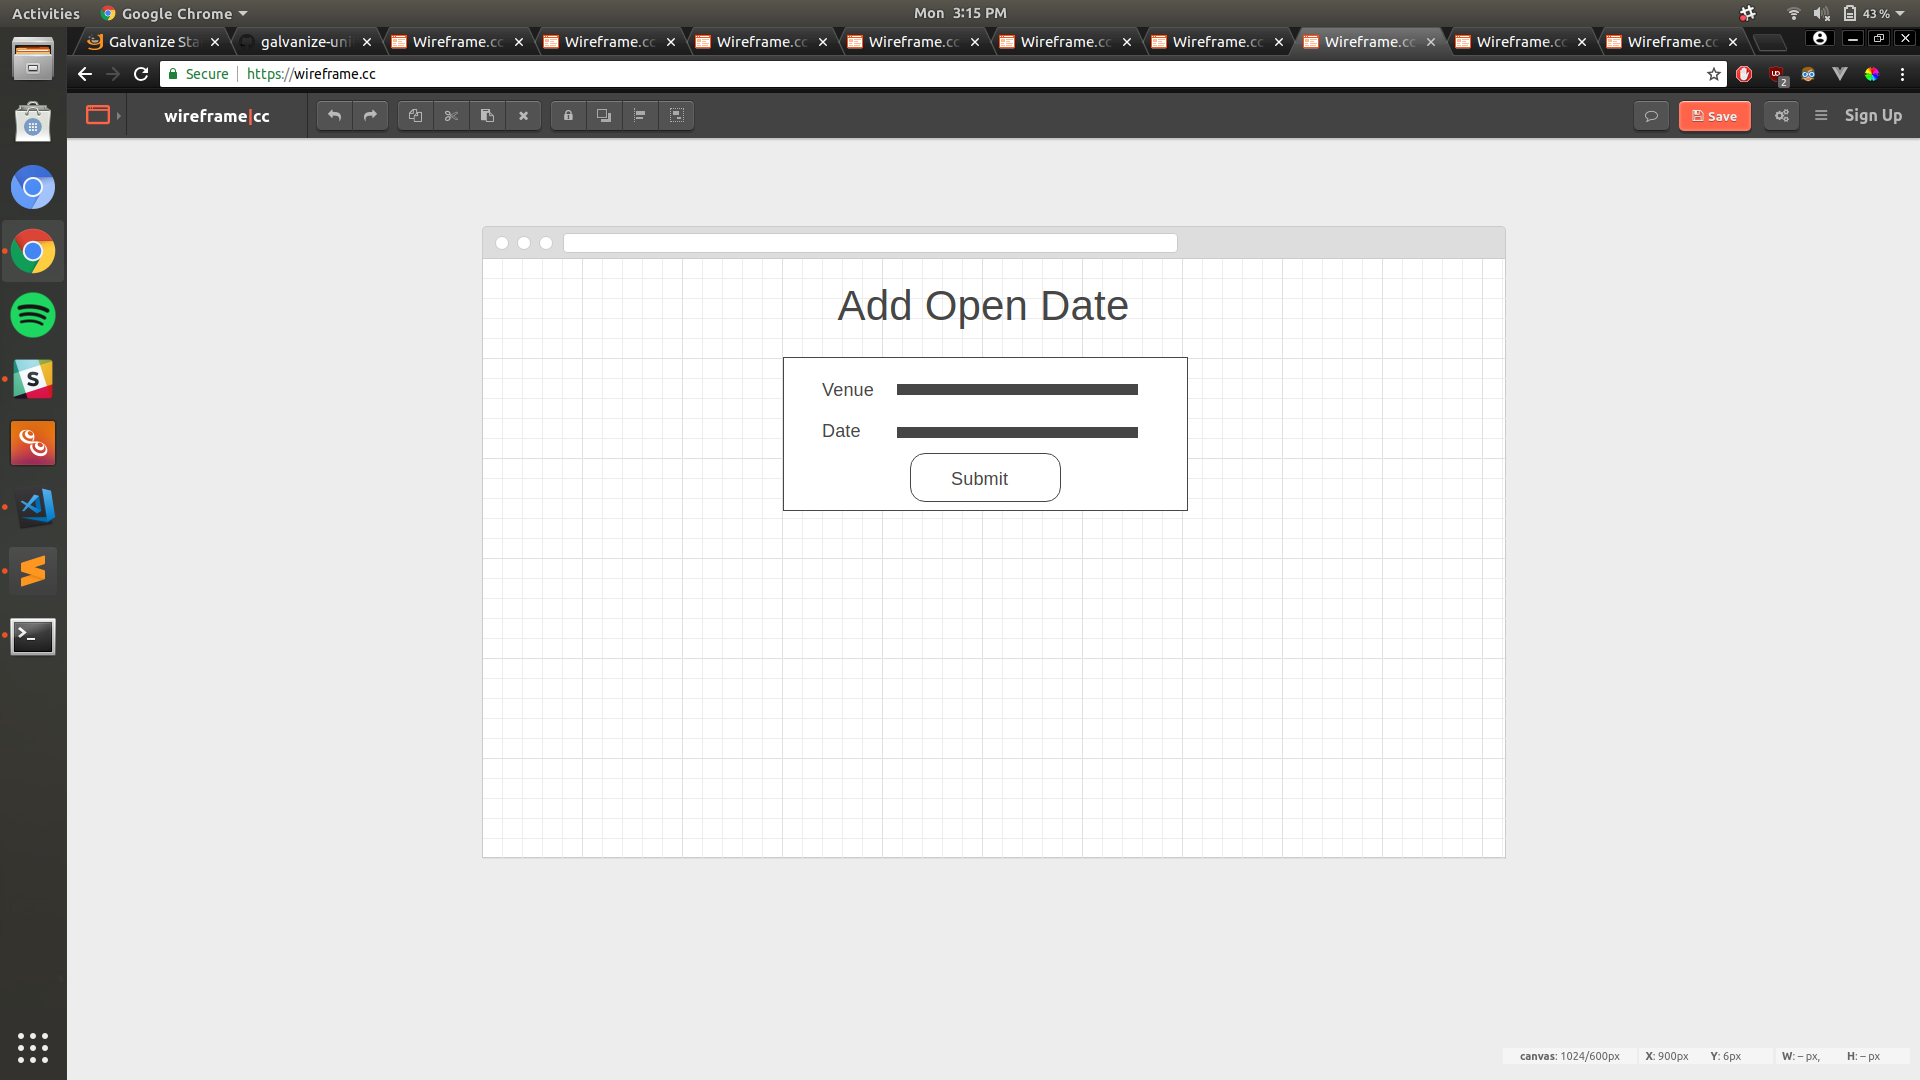 Activities Google Chrome Mon 3:15 PM 43 %
Galvanize Sta galvanize-uni Wireframe.cc Wireframe.cc Wireframe.cc Wireframe.cc Wireframe.cc Wireframe.cc Wireframe.cc Wireframe.cc Wireframe.cc
Secure https://wireframe.cc 2
wireframe|cc Save Sign Up
Add Open Date
Venue
Date
Submit
canvas: 1024/600px X: 900px Y: 6px W: – px, H: – px